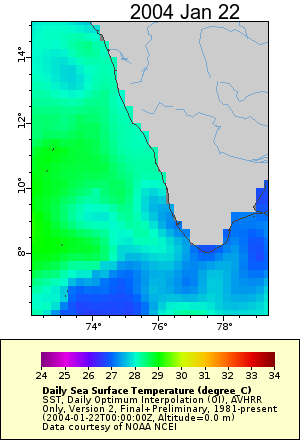 2004 Jan 22
14°
12°
10°
8°
74°
76°
78°
24 25 26 27 28 29 30 31 32 33 34
Daily Sea Surface Temperature (degree_C)
SST, Daily Optimum Interpolation (OI), AVHRR
Only, Version 2, Final+Preliminary, 1981-present
(2004-01-22T00:00:00Z, Altitude=0.0 m)
Data courtesy of NOAA NCEI